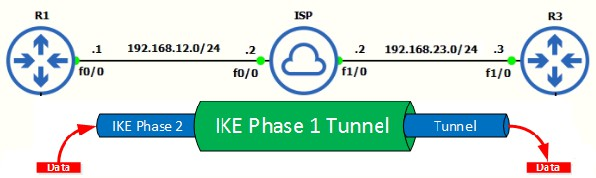 R1 ISP R3
.1 192.168.12.0/24 .2 .2 192.168.23.0/24 .3
f0/0 f0/0 f1/0 f1/0
IKE Phase 2 IKE Phase 1 Tunnel Tunnel
Data Data